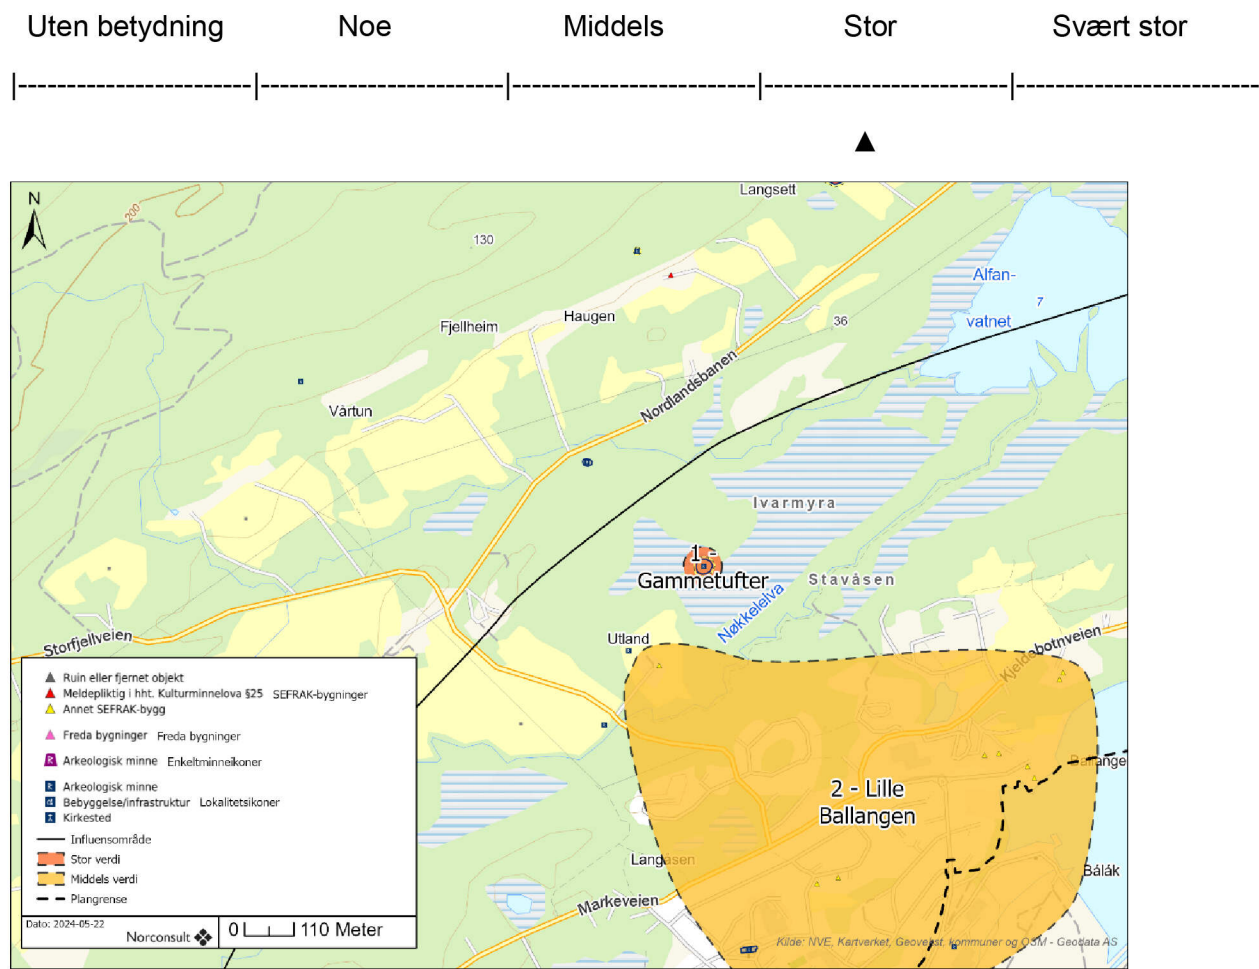 Uten betydning Noe Middels Stor Svært stor
|------------------------------|------------------------------|------------------------------|------------------------------|------------------------------
▲
N
200
Langsett
130
Alfan-
7
vatnet
Haugen
36
Fjellheim
Nordlandsbanen
Vårtun
Ivarmyra
1 -
Gammetufter
Stavåsen
Nøkkelelva
Utland
Storfjellveien
Kjeldebotnveien
Ballange
2 - Lille
Ballangen
Langåsen
Bálák
Markeveien
Ruin eller fjernet objekt
Meldepliktig i hht. Kulturminnelova §25 SEFRAK-bygninger
Annet SEFRAK-bygg
Freda bygninger Freda bygninger
R Arkeologisk minne Enkeltminneikoner
R Arkeologisk minne
Bebyggelse/infrastruktur Lokalitetsikoner
Kirkested
Influensområde
Stor verdi
Middels verdi
Plangrense
Dato: 2024-05-22
Norconsult
0 110 Meter
Kilde: NVE, Kartverket, Geovekst, kommuner og OSM - Geodata AS